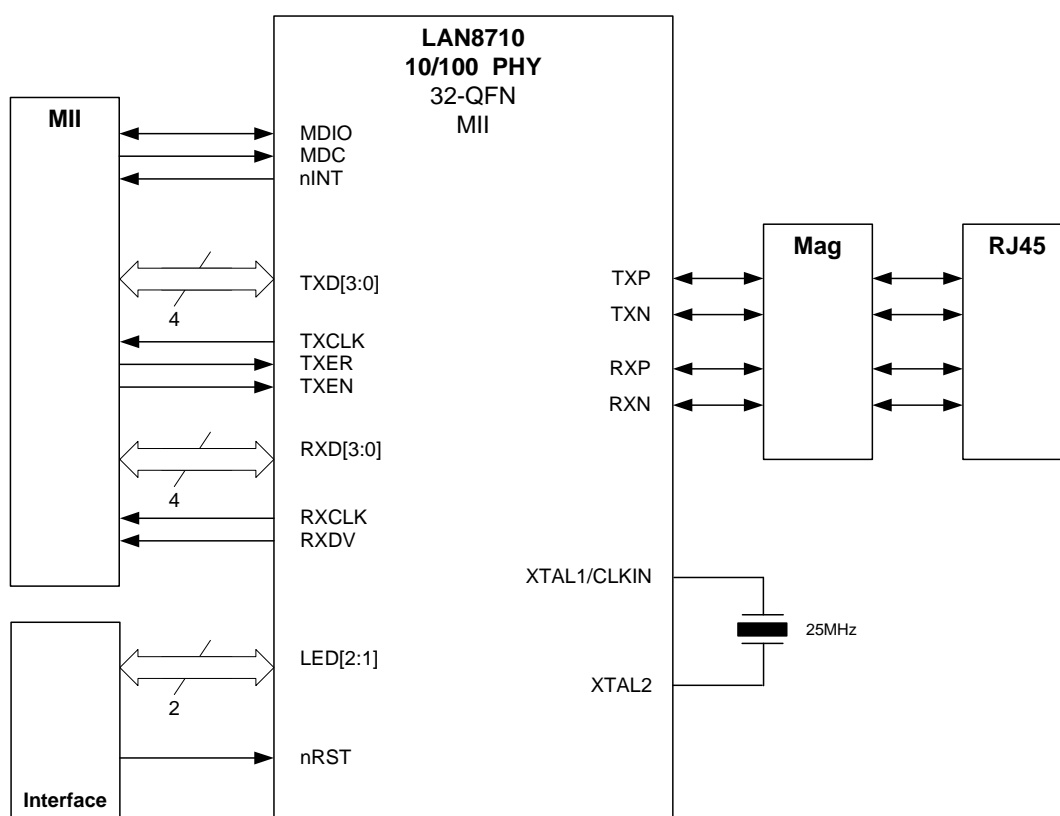 LAN8710
10/100 PHY
32-QFN
MII
MII
MDIO
MDC
nINT
TXD[3:0]
4
TXCLK
TXER
TXEN
RXD[3:0]
4
RXCLK
RXDV
LED[2:1]
2
nRST
Interface
TXP
TXN
RXP
RXN
Mag
RJ45
XTAL1/CLKIN
25MHz
XTAL2